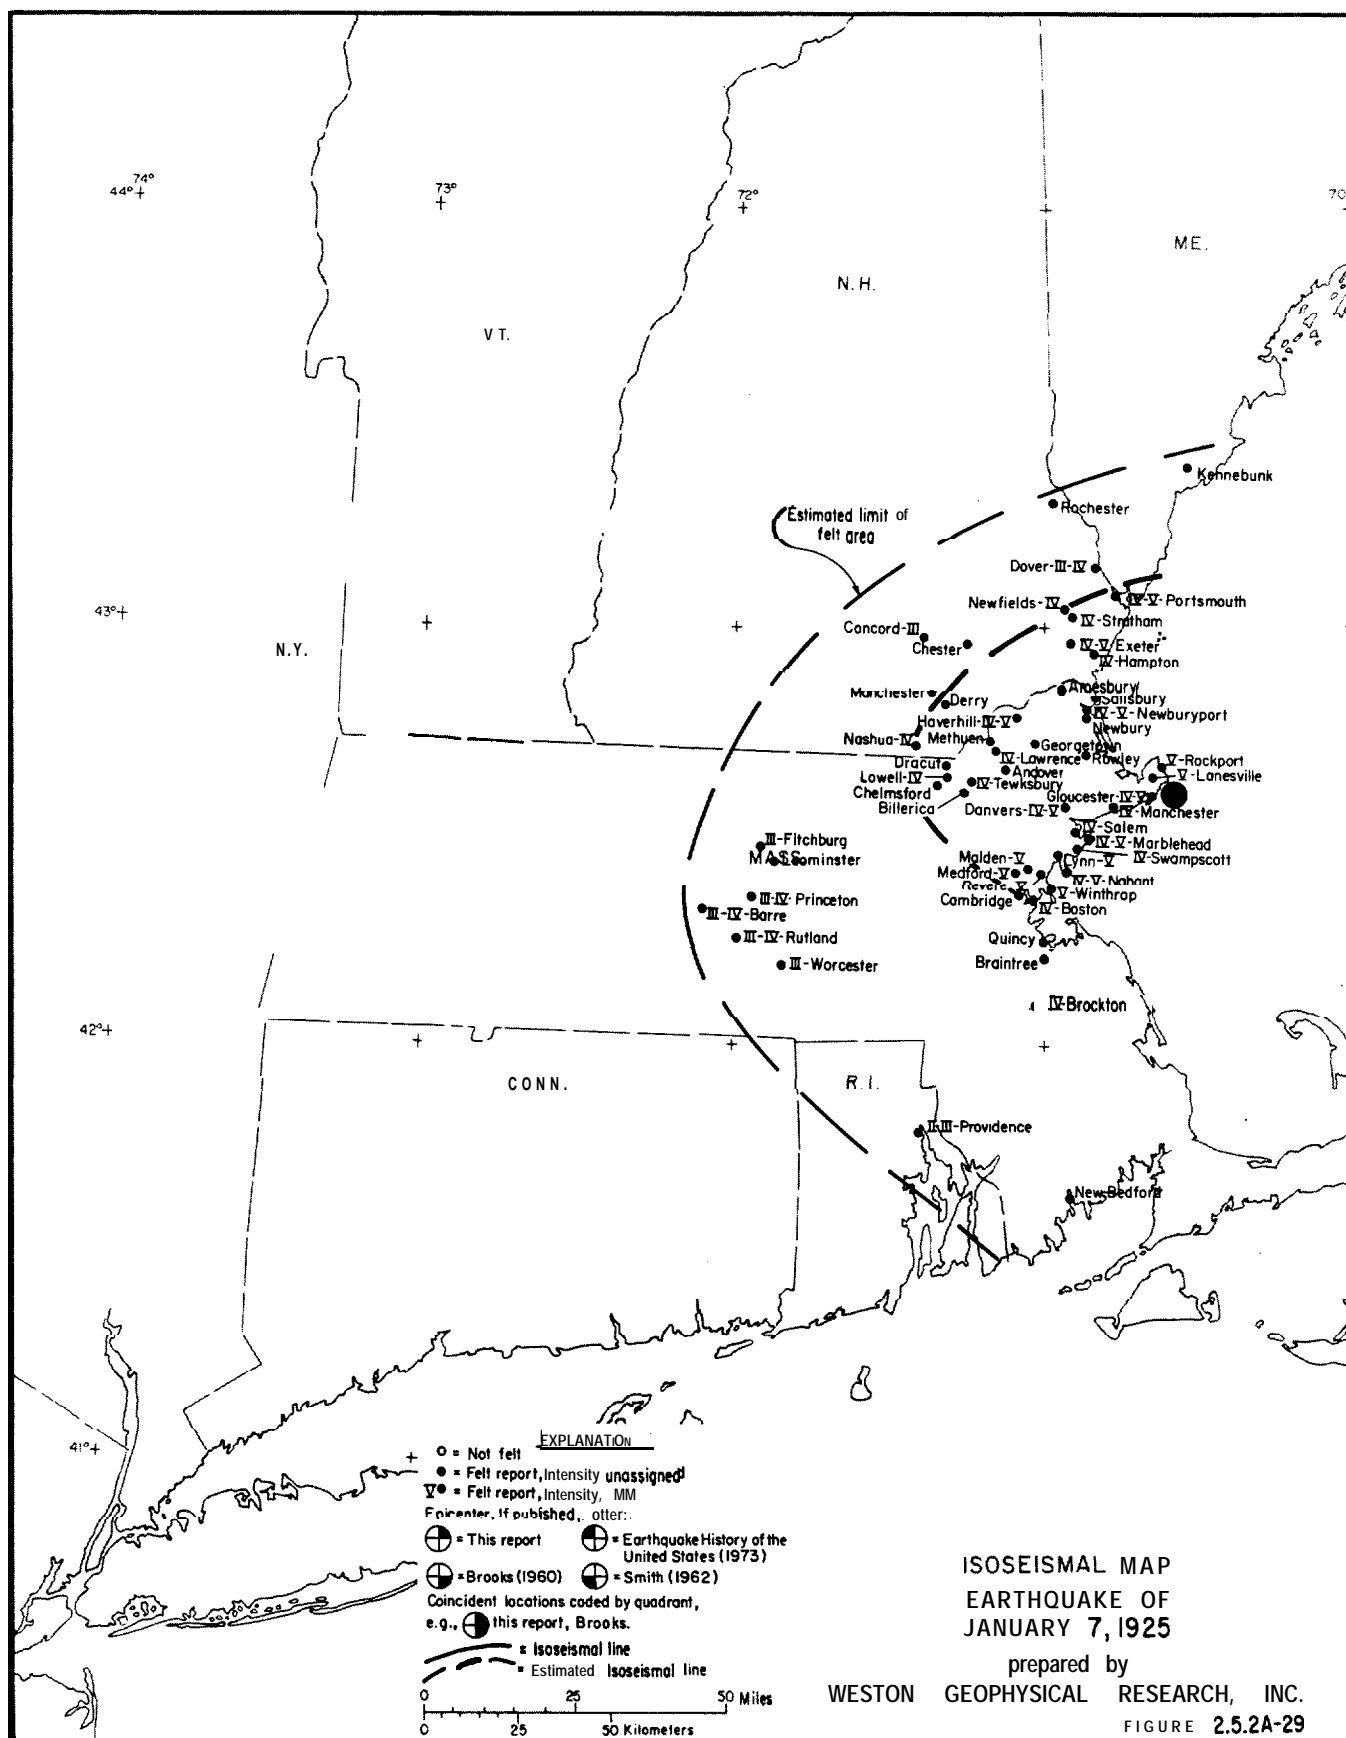 74°
44°
73°
72°
70
ME.
N.H.
VT.
Kennebunk
Rochester
Estimated limit of
felt area
Dover-III-IV
43°
Newfields-IV
IV-V-Portsmouth
IV-Stratham
Concord-III
Chester
IV-V-Exeter
IV-Hampton
N.Y.
Manchester
Derry
Amesbury
Salisbury
Haverhill-IV-V
IV-V-Newburyport
Newbury
Nashua-IV
Methuen
Georgetown
IV-Lawrence
Rowley
V-Rockport
Dracut
Andover
V-Lanesville
Lowell-IV
IV-Tewksbury
Chelmsford
Billerica
Gloucester-IV-V
Danvers-IV-V
IV-Manchester
IV-Salem
III-Fitchburg
IV-V-Marblehead
MASS.
Leominster
Malden-V
Lynn-V
IV-Swampscott
Medford-V
IV-V-Nahant
Revere V
III-IV-Princeton
V-Winthrop
Cambridge
III-IV-Barre
IV-Boston
III-IV-Rutland
Quincy
III-Worcester
Braintree
IV-Brockton
42°
CONN.
R.I.
II-III-Providence
New Bedford
41°
EXPLANATION
= Not felt
= Felt report, Intensity unassigned
V = Felt report, Intensity, MM
Epicenter, If pubished, otter:
= This report
= Earthquake History of the
United States (1973)
= Brooks (1960)
= Smith (1962)
Coincident locations coded by quadrant,
e.g., this report, Brooks.
= Isoseismal line
= Estimated Isoseismal line
0 25 50 Miles
0 25 50 Kilometers
ISOSEISMAL MAP
EARTHQUAKE OF
JANUARY 7, 1925
prepared by
WESTON GEOPHYSICAL RESEARCH, INC.
FIGURE 2.5.2A-29